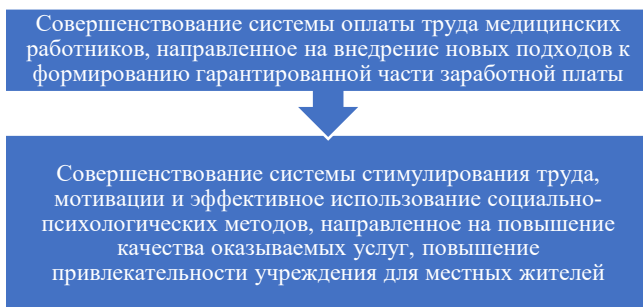 Совершенствование системы оплаты труда медицинских
работников, направленное на внедрение новых подходов к
формированию гарантированной части заработной платы
Совершенствование системы стимулирования труда,
мотивации и эффективное использование социально-
психологических методов, направленное на повышение
качества оказываемых услуг, повышение
привлекательности учреждения для местных жителей